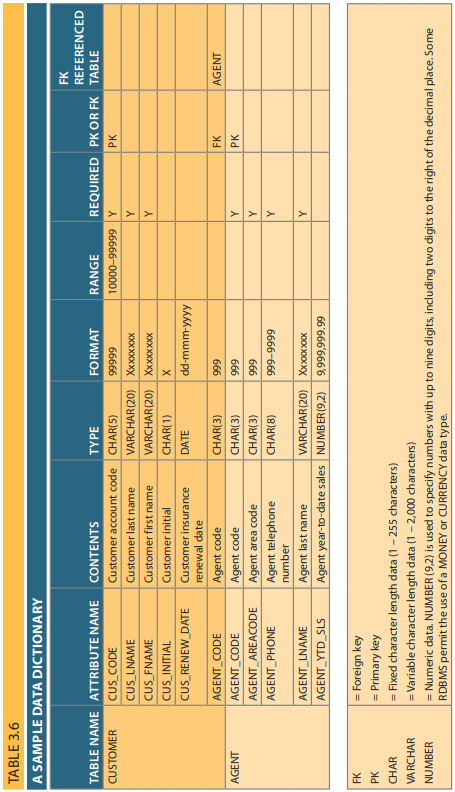 TABLE 3.6
A SAMPLE DATA DICTIONARY
TABLE NAME ATTRIBUTE NAME CONTENTS TYPE FORMAT RANGE REQUIRED PK OR FK FK REFERENCED TABLE
CUSTOMER CUS_CODE Customer account code CHAR(5) 99999 10000–99999 Y PK
CUS_LNAME Customer last name VARCHAR(20) Xxxxxxxx Y
CUS_FNAME Customer first name VARCHAR(20) Xxxxxxxx Y
CUS_INITIAL Customer initial CHAR(1) X
CUS_RENEW_DATE Customer insurance renewal date DATE dd-mmm-yyyy
AGENT_CODE Agent code CHAR(3) 999 FK AGENT
AGENT AGENT_CODE Agent code CHAR(3) 999 Y PK
AGENT_AREACODE Agent area code CHAR(3) 999 Y
AGENT_PHONE Agent telephone number CHAR(8) 999–9999 Y
AGENT_LNAME Agent last name VARCHAR(20) Xxxxxxxx Y
AGENT_YTD_SLS Agent year-to-date sales NUMBER(9,2) 9,999,999.99
FK = Foreign key
PK = Primary key
CHAR = Fixed character length data (1 – 255 characters)
VARCHAR = Variable character length data (1 – 2,000 characters)
NUMBER = Numeric data. NUMBER (9,2) is used to specify numbers with up to nine digits, including two digits to the right of the decimal place. Some
RDBMS permit the use of a MONEY or CURRENCY data type.